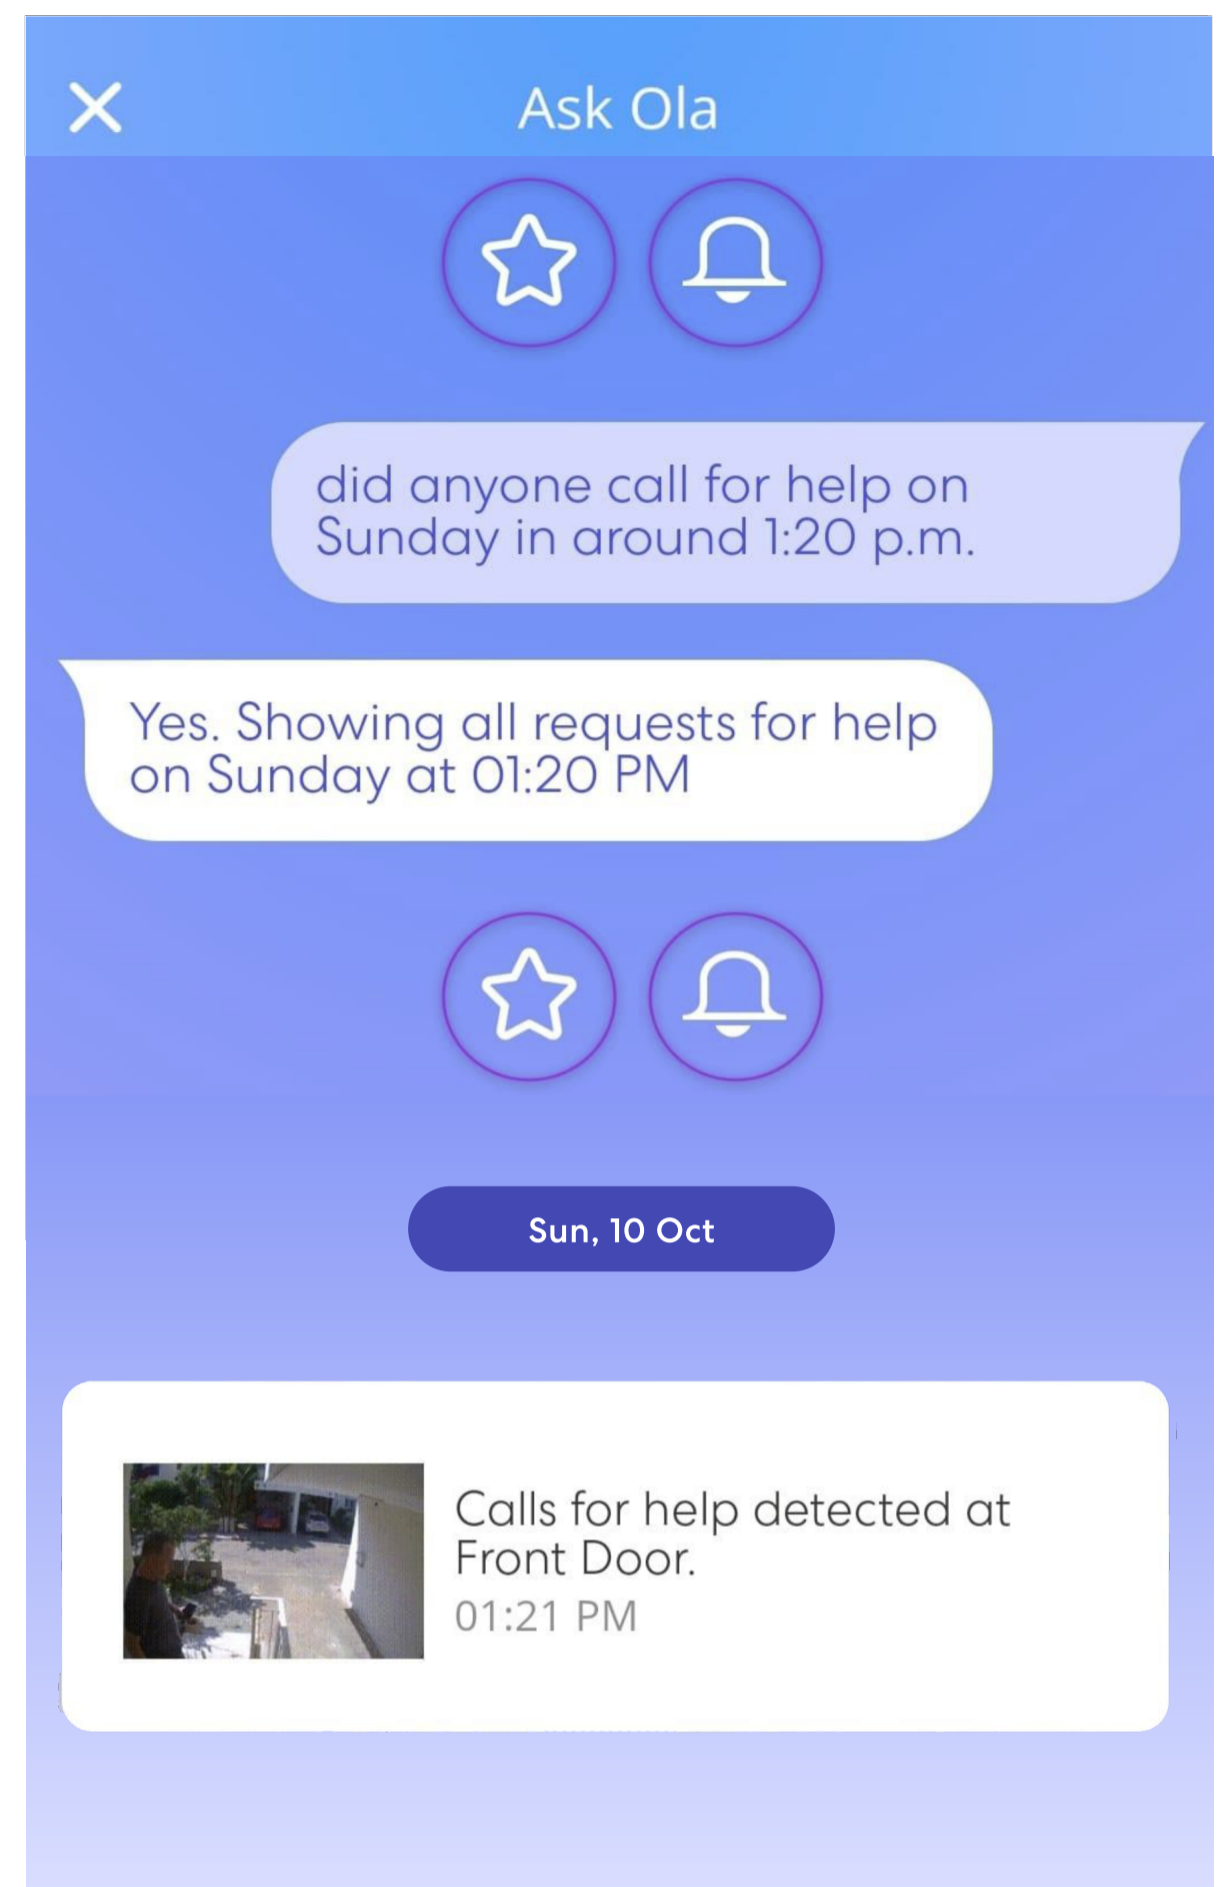 Ask Ola
did anyone call for help on
Sunday in around 1:20 p.m.
Yes. Showing all requests for help
on Sunday at 01:20 PM
Sun, 10 Oct
Calls for help detected at
Front Door.
01:21 PM